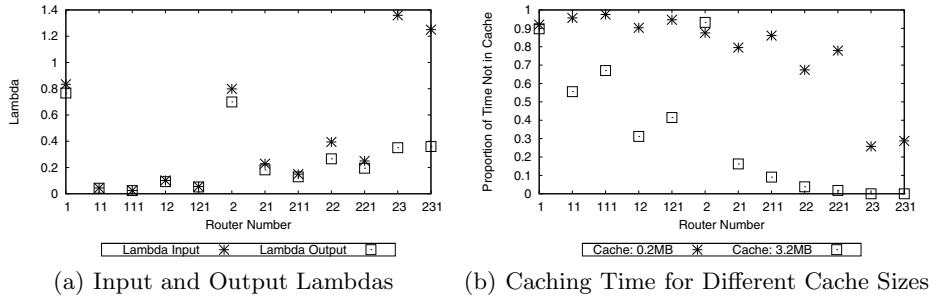 1.4
1.2
1
0.8
0.6
0.4
0.2
0
Lambda
1 11 111 12 121 2 21 211 22 221 23 231
Router Number
Lambda Input Lambda Output
(a) Input and Output Lambdas
1
0.9
0.8
0.7
0.6
0.5
0.4
0.3
0.2
0.1
0
Proportion of Time Not in Cache
1 11 111 12 121 2 21 211 22 221 23 231
Router Number
Cache: 0.2MB Cache: 3.2MB
(b) Caching Time for Different Cache Sizes